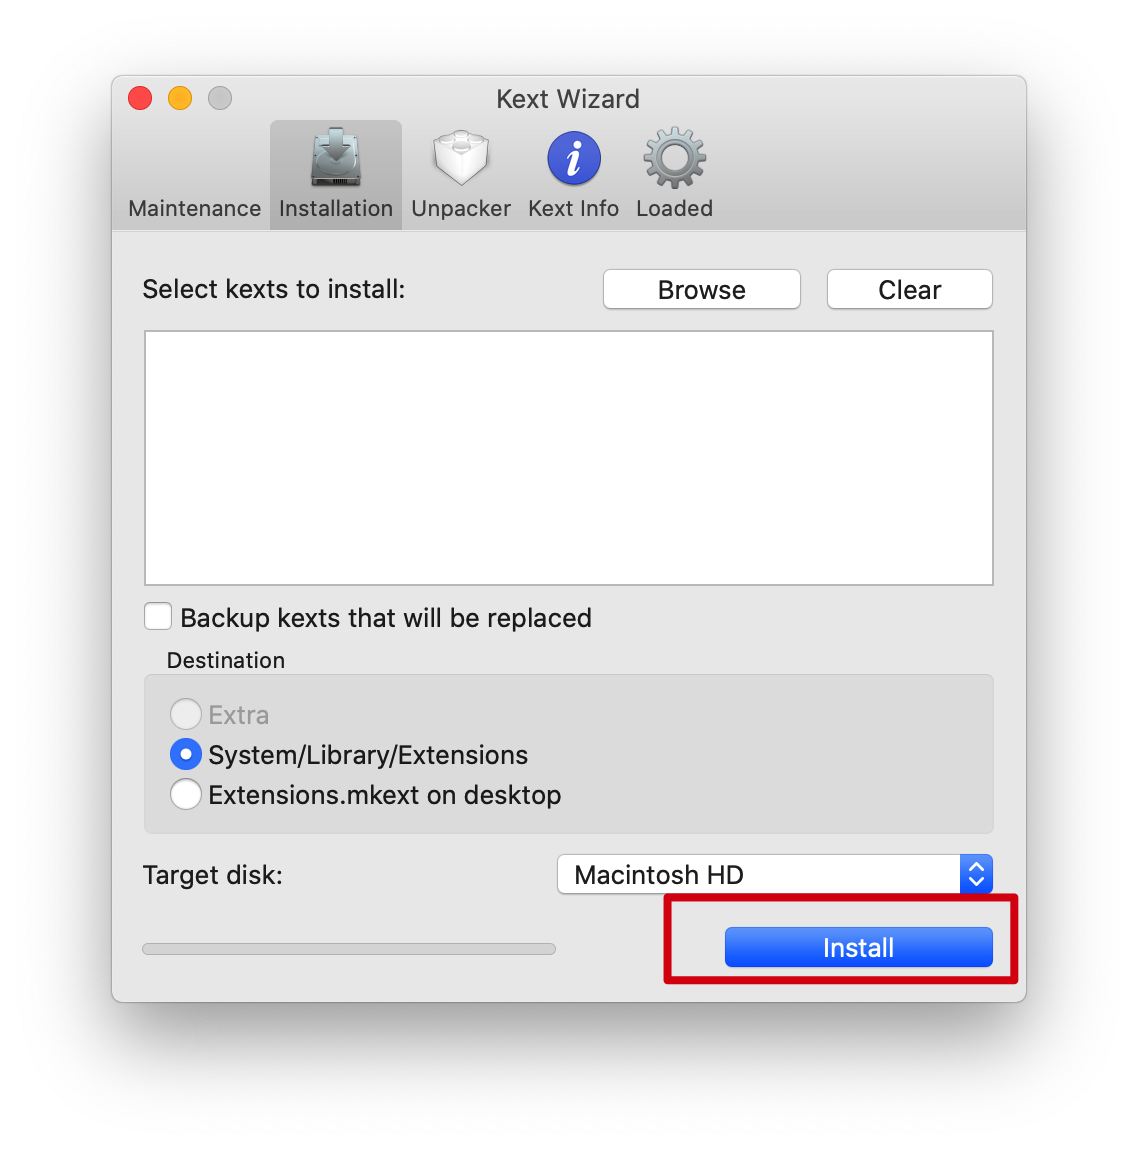 Kext Wizard
Maintenance Installation Unpacker Kext Info Loaded
Select kexts to install: Browse Clear
Backup kexts that will be replaced
Destination
Extra
System/Library/Extensions
Extensions.mkext on desktop
Target disk: Macintosh HD
Install